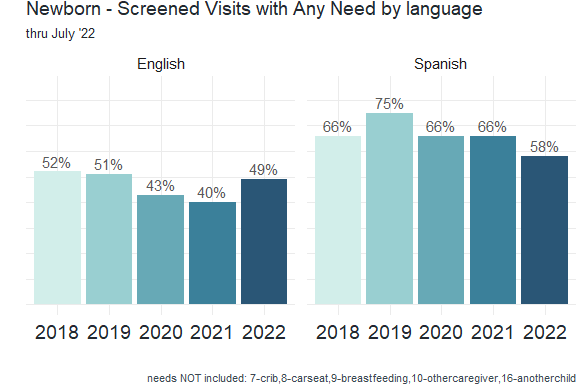 Newborn - Screened Visits with Any Need by language
thru July '22
English
Spanish
52%
51%
43%
40%
49%
66%
75%
66%
66%
58%
2018 2019 2020 2021 2022
2018 2019 2020 2021 2022
needs NOT included: 7-crib,8-carseat,9-breastfeeding,10-othercaregiver,16-anotherchild